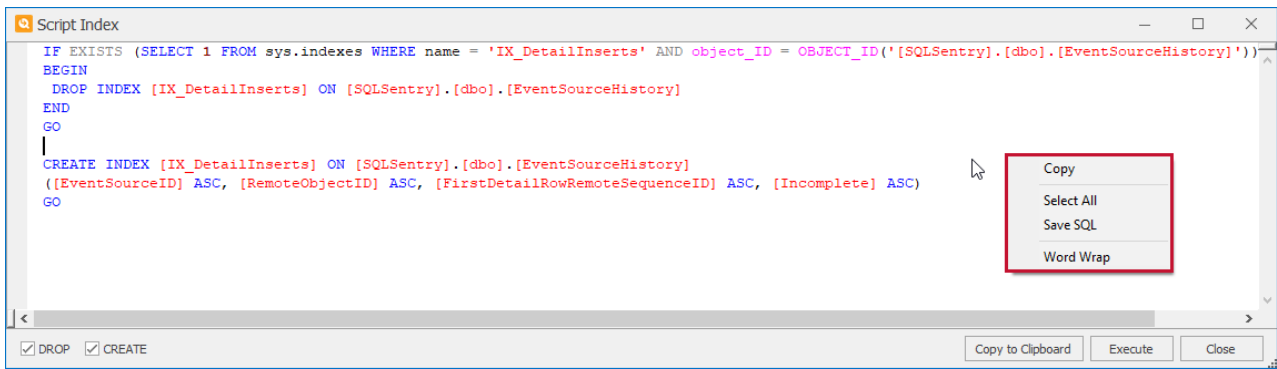 Script Index
IF EXISTS (SELECT 1 FROM sys.indexes WHERE name = 'IX_DetailInserts' AND object_ID = OBJECT_ID('[SQLSentry].[dbo].[EventSourceHistory]'))
BEGIN
DROP INDEX [IX_DetailInserts] ON [SQLSentry].[dbo].[EventSourceHistory]
END
GO
CREATE INDEX [IX_DetailInserts] ON [SQLSentry].[dbo].[EventSourceHistory]
([EventSourceID] ASC, [RemoteObjectID] ASC, [FirstDetailRowRemoteSequenceID] ASC, [Incomplete] ASC)
GO
Copy
Select All
Save SQL
Word Wrap
DROP CREATE Copy to Clipboard Execute Close